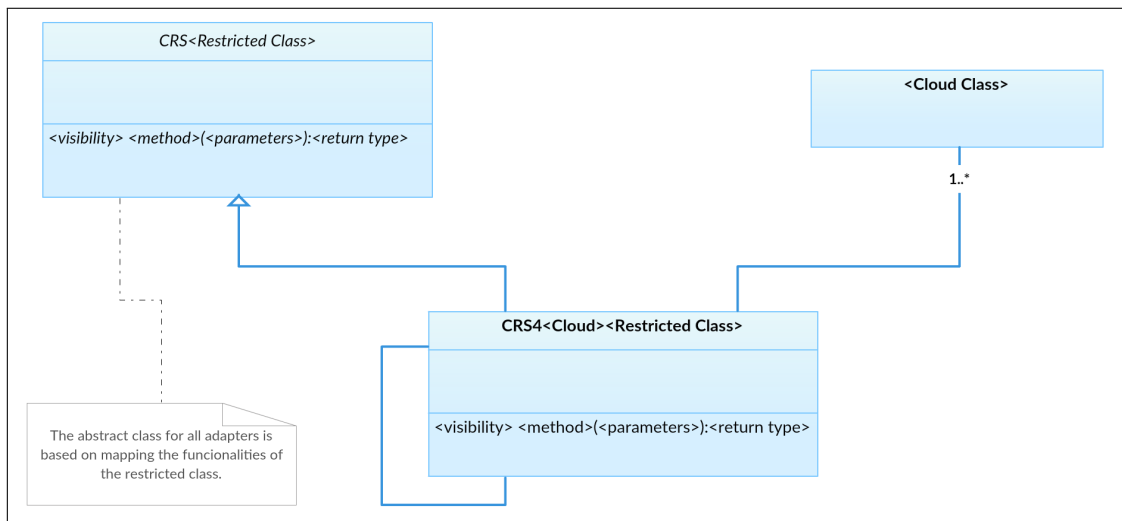 CRS<Restricted Class>
<visibility> <method>(<parameters>):<return type>
<Cloud Class>
1..*
CRS4<Cloud><Restricted Class>
<visibility> <method>(<parameters>):<return type>
The abstract class for all adapters is
based on mapping the funcionalities of
the restricted class.